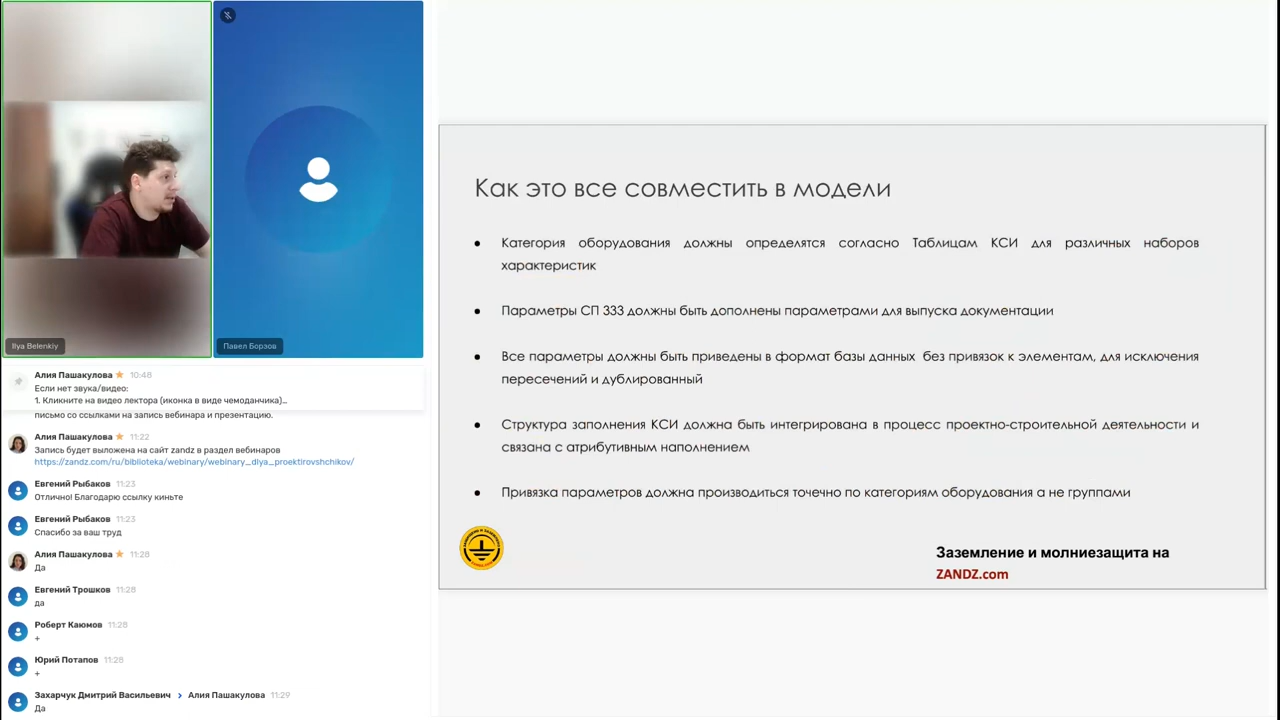 Ilya Belenkiy
Павел Борзов
Алия Пашакулова 10:48
Если нет звука/видео:
1. Кликните на видео лектора (иконка в виде чемоданчика)...
письмо со ссылками на запись вебинара и презентацию.
Алия Пашакулова 11:22
Запись будет выложена на сайт zandz в раздел вебинаров
https://zandz.com/ru/biblioteka/webinary/webinary_dlya_proektirovshchikov/
Евгений Рыбаков 11:23
Отлично! Благодарю ссылку киньте
Евгений Рыбаков 11:23
Спасибо за ваш труд
Алия Пашакулова 11:28
Да
Евгений Трошков 11:28
да
Роберт Каюмов 11:28
+
Юрий Потапов 11:28
+
Захарчук Дмитрий Васильевич > Алия Пашакулова 11:29
Да
Как это все совместить в модели
• Категория оборудования должны определятся согласно Таблицам КСИ для различных наборов
характеристик
• Параметры СП 333 должны быть дополнены параметрами для выпуска документации
• Все параметры должны быть приведены в формат базы данных без привязок к элементам, для исключения
пересечений и дублированный
• Структура заполнения КСИ должна быть интегрирована в процесс проектно-строительной деятельности и
связана с атрибутивным наполнением
• Привязка параметров должна производиться точечно по категориям оборудования а не группами
Заземление и молниезащита на
ZANDZ.com